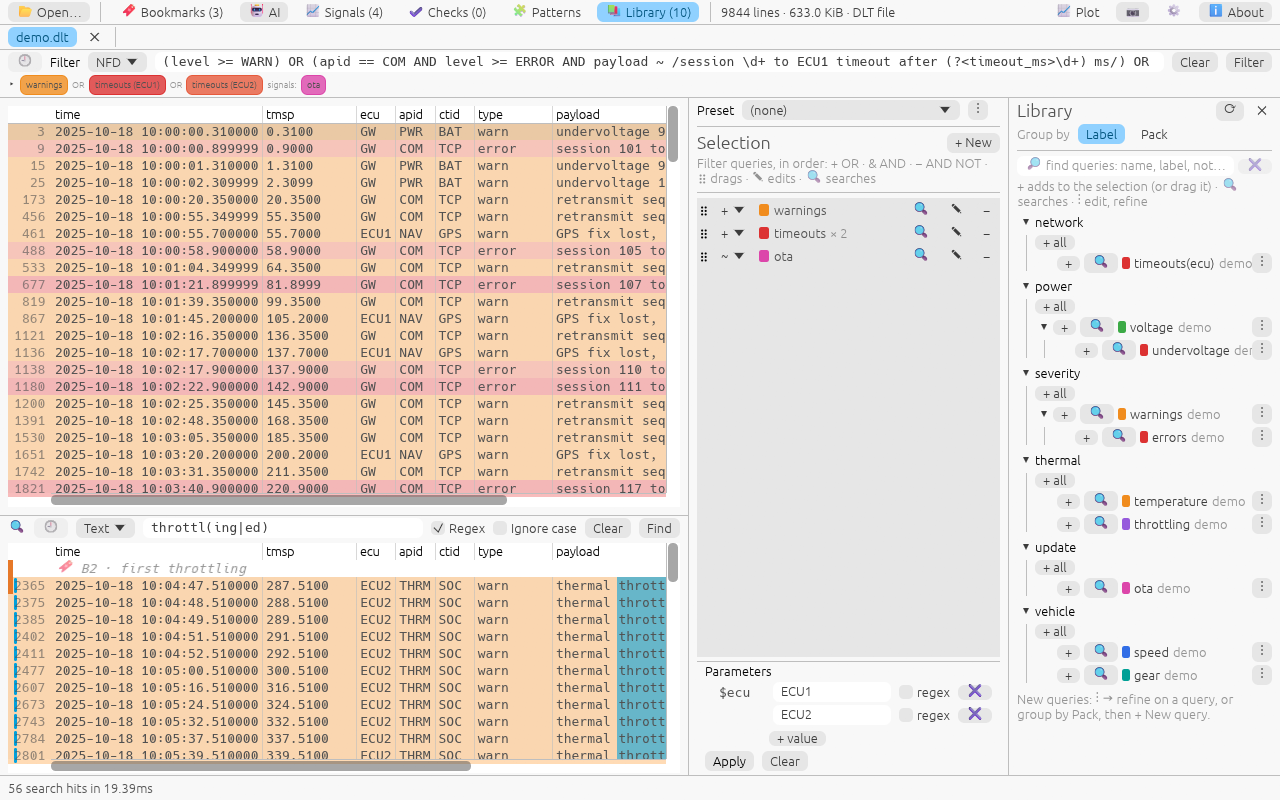 Open… Bookmarks (3) AI Signals (4) Checks (0) Patterns Library (10) 9844 lines · 633.0 KiB · DLT file Plot About
demo.dlt ✕
Filter NFD ▼ (level >= WARN) OR (apid == COM AND level >= ERROR AND payload ~ /session \d+ to ECU1 timeout after (?<timeout_ms>\d+) ms/) OR Clear Filter
warnings OR timeouts (ECU1) OR timeouts (ECU2) signals: ota
time tmsp ecu apid ctid type payload
3 2025-10-18 10:00:00.310000 0.3100 GW PWR BAT warn undervoltage 9
9 2025-10-18 10:00:00.899999 0.9000 GW COM TCP error session 101 to
15 2025-10-18 10:00:01.310000 1.3100 GW PWR BAT warn undervoltage 9
25 2025-10-18 10:00:02.309999 2.3099 GW PWR BAT warn undervoltage 1
173 2025-10-18 10:00:20.350000 20.3500 GW COM TCP warn retransmit seq
456 2025-10-18 10:00:55.349999 55.3500 GW COM TCP warn retransmit seq
461 2025-10-18 10:00:55.700000 55.7000 ECU1 NAV GPS warn GPS fix lost,
488 2025-10-18 10:00:58.900000 58.9000 GW COM TCP error session 105 to
533 2025-10-18 10:01:04.349999 64.3500 GW COM TCP warn retransmit seq
677 2025-10-18 10:01:21.899999 81.8999 GW COM TCP error session 107 to
819 2025-10-18 10:01:39.350000 99.3500 GW COM TCP warn retransmit seq
867 2025-10-18 10:01:45.200000 105.2000 ECU1 NAV GPS warn GPS fix lost,
1121 2025-10-18 10:02:16.350000 136.3500 GW COM TCP warn retransmit seq
1136 2025-10-18 10:02:17.700000 137.7000 ECU1 NAV GPS warn GPS fix lost,
1138 2025-10-18 10:02:17.900000 137.9000 GW COM TCP error session 110 to
1180 2025-10-18 10:02:22.900000 142.9000 GW COM TCP error session 111 to
1200 2025-10-18 10:02:25.350000 145.3500 GW COM TCP warn retransmit seq
1391 2025-10-18 10:02:48.350000 168.3500 GW COM TCP warn retransmit seq
1530 2025-10-18 10:03:05.350000 185.3500 GW COM TCP warn retransmit seq
1651 2025-10-18 10:03:20.200000 200.2000 ECU1 NAV GPS warn GPS fix lost,
1742 2025-10-18 10:03:31.350000 211.3500 GW COM TCP warn retransmit seq
1821 2025-10-18 10:03:40.900000 220.9000 GW COM TCP error session 117 to
Text ▼ throttl(ing|ed) Regex Ignore case Clear Find
time tmsp ecu apid ctid type payload
B2 · first throttling
2365 2025-10-18 10:04:47.510000 287.5100 ECU2 THRM SOC warn thermal thrott
2375 2025-10-18 10:04:48.510000 288.5100 ECU2 THRM SOC warn thermal thrott
2385 2025-10-18 10:04:49.510000 289.5100 ECU2 THRM SOC warn thermal thrott
2402 2025-10-18 10:04:51.510000 291.5100 ECU2 THRM SOC warn thermal thrott
2411 2025-10-18 10:04:52.510000 292.5100 ECU2 THRM SOC warn thermal thrott
2477 2025-10-18 10:05:00.510000 300.5100 ECU2 THRM SOC warn thermal thrott
2607 2025-10-18 10:05:16.510000 316.5100 ECU2 THRM SOC warn thermal thrott
2673 2025-10-18 10:05:24.510000 324.5100 ECU2 THRM SOC warn thermal thrott
2743 2025-10-18 10:05:32.510000 332.5100 ECU2 THRM SOC warn thermal thrott
2784 2025-10-18 10:05:37.510000 337.5100 ECU2 THRM SOC warn thermal thrott
2801 2025-10-18 10:05:39.510000 339.5100 ECU2 THRM SOC warn thermal thrott
Preset (none) ▼
Selection + New
Filter queries, in order: + OR · & AND · − AND NOT ·
drags · edits · searches
+ ▼ warnings −
+ ▼ timeouts × 2 −
~ ▼ ota −
Parameters
$ecu ECU1 regex
ECU2 regex
+ value
Apply Clear
Library
Group by Label Pack
find queries: name, label, not…
+ adds to the selection (or drag it) ·
searches · ⋮ edit, refine
▼ network
+ all
+ timeouts(ecu) demo
▼ power
+ all
▼ + voltage demo
+ undervoltage der
▼ severity
+ all
▼ + warnings demo
+ errors demo
▼ thermal
+ all
+ temperature demo
+ throttling demo
▼ update
+ all
+ ota demo
▼ vehicle
+ all
+ speed demo
+ gear demo
New queries: ⋮ → refine on a query, or
group by Pack, then + New query.
56 search hits in 19.39ms